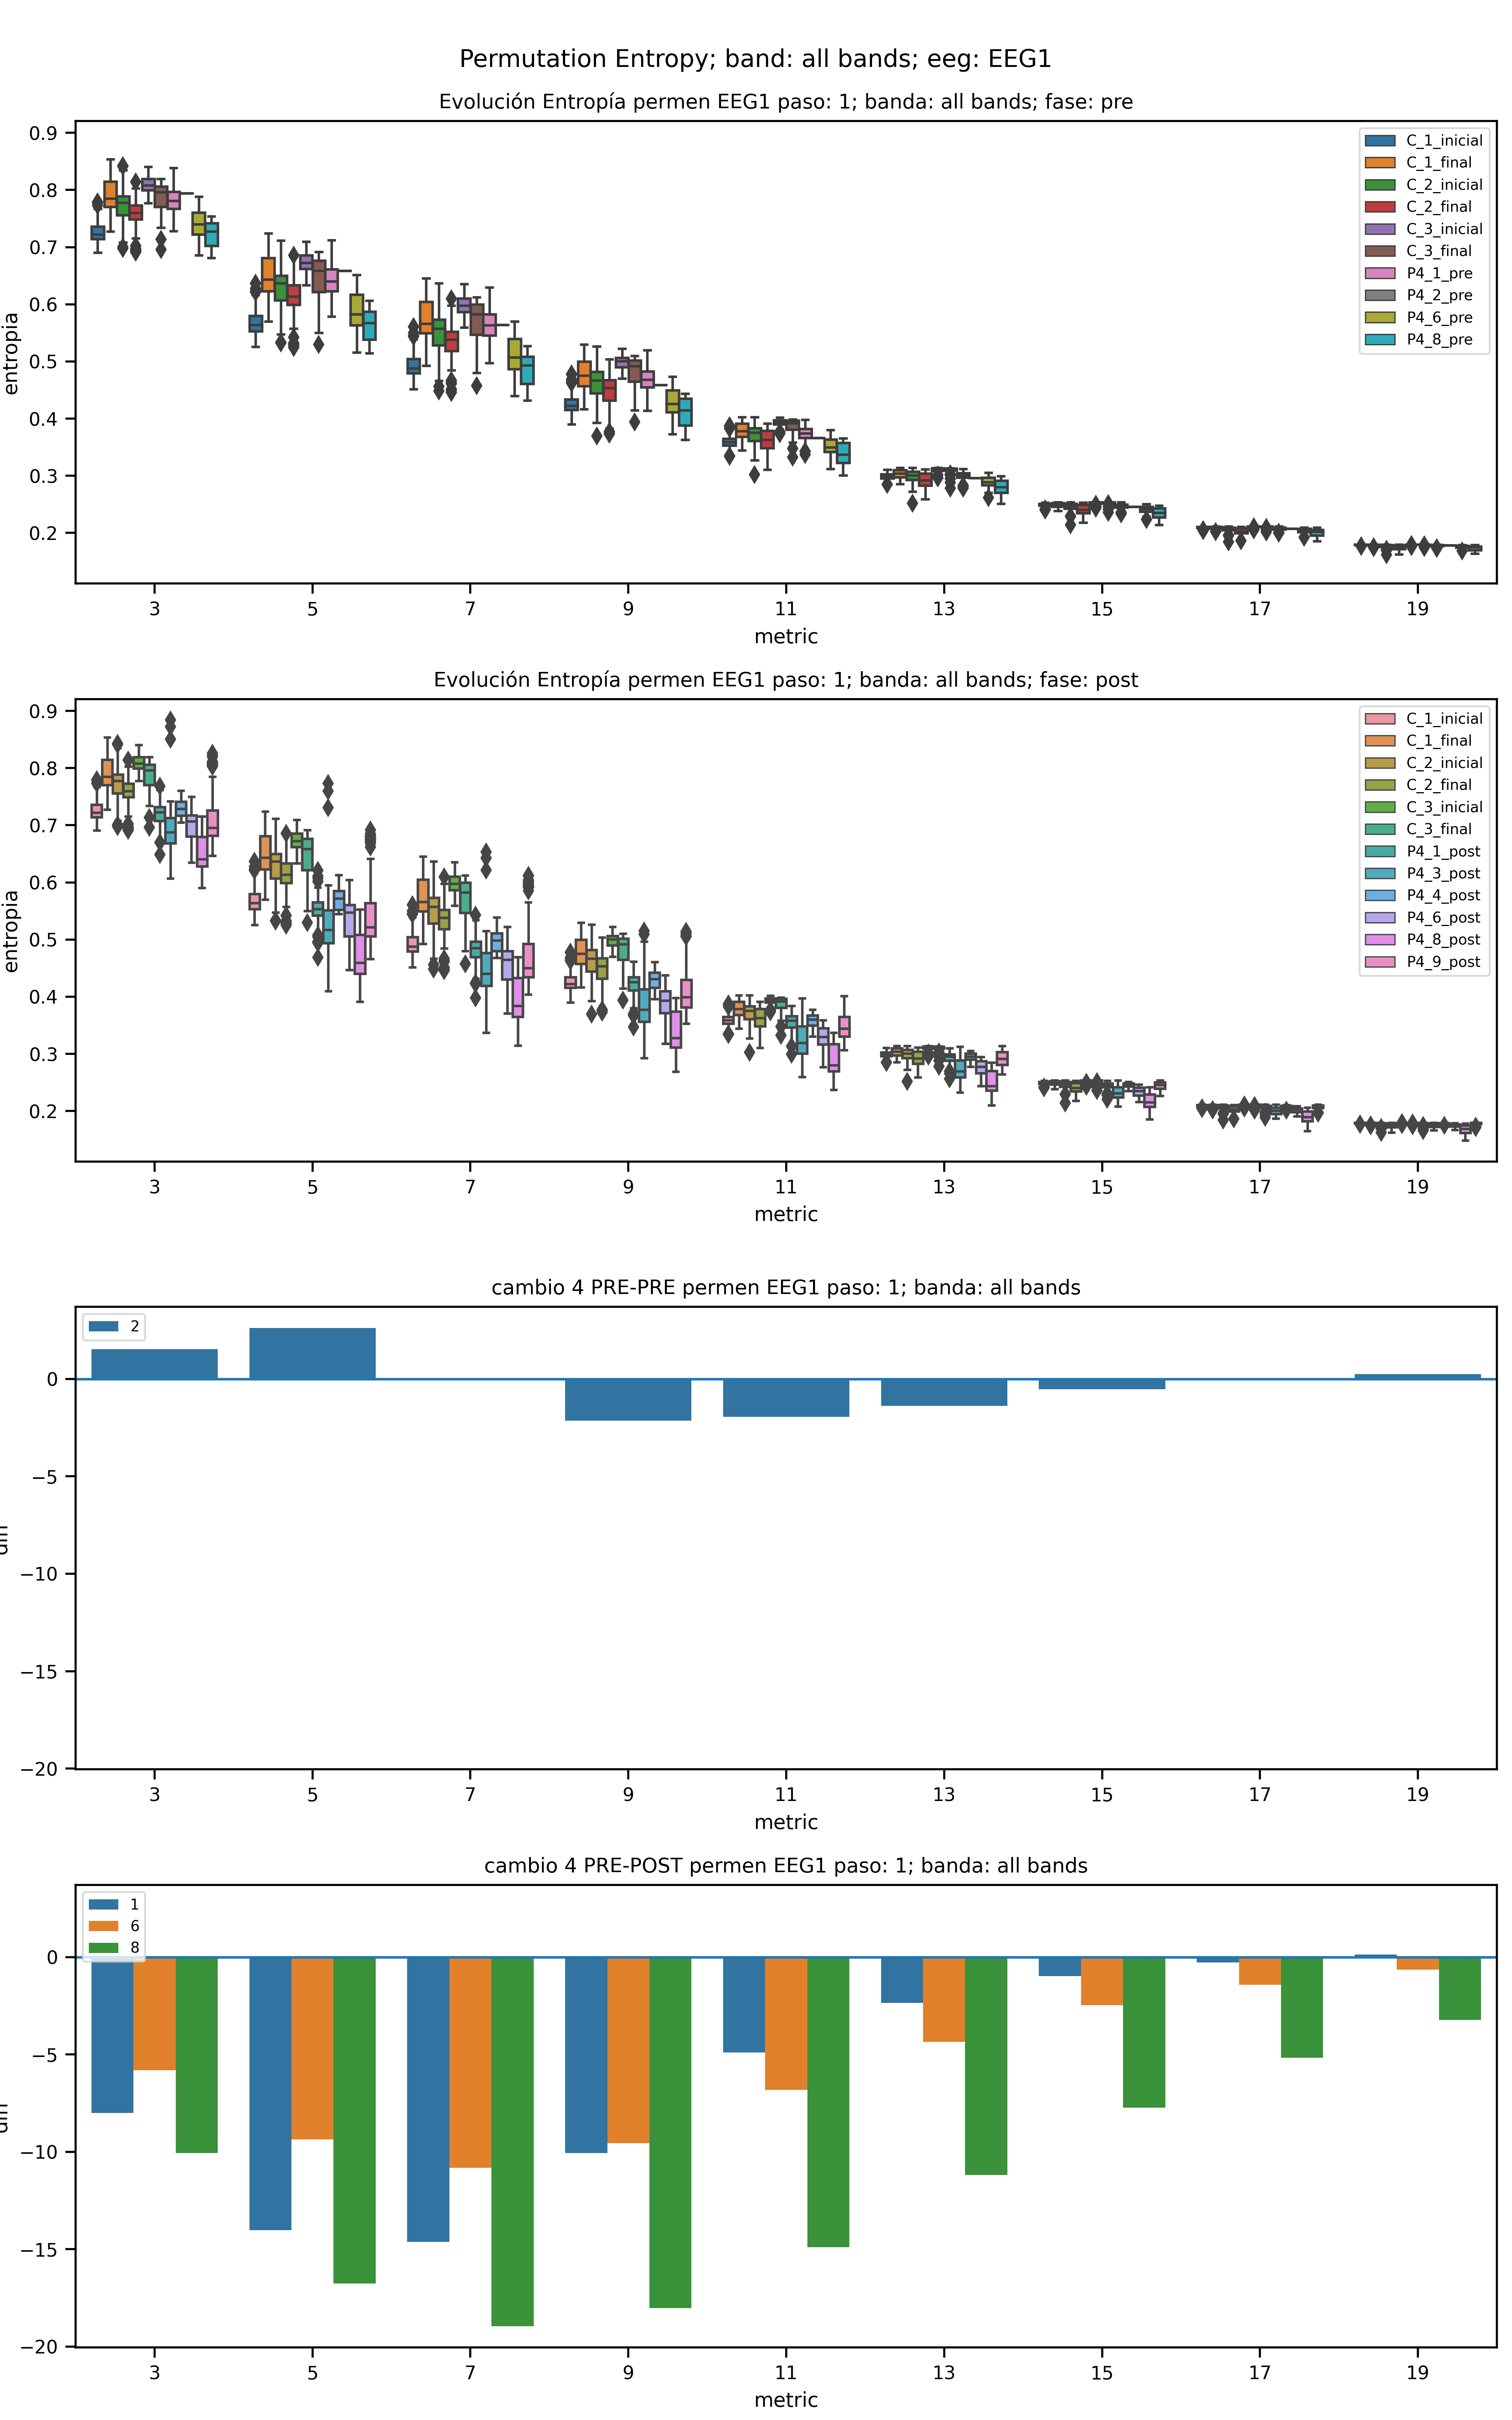 Permutation Entropy; band: all bands; eeg: EEG1
Evolución Entropía permen EEG1 paso: 1; banda: all bands; fase: pre
0.9
0.8
0.7
0.6
0.5
0.4
0.3
0.2
entropia
C_1_inicial
C_1_final
C_2_inicial
C_2_final
C_3_inicial
C_3_final
P4_1_pre
P4_2_pre
P4_6_pre
P4_8_pre
3 5 7 9 11 13 15 17 19
metric
Evolución Entropía permen EEG1 paso: 1; banda: all bands; fase: post
0.9
0.8
0.7
0.6
0.5
0.4
0.3
0.2
entropia
C_1_inicial
C_1_final
C_2_inicial
C_2_final
C_3_inicial
C_3_final
P4_1_post
P4_3_post
P4_4_post
P4_6_post
P4_8_post
P4_9_post
3 5 7 9 11 13 15 17 19
metric
cambio 4 PRE-PRE permen EEG1 paso: 1; banda: all bands
2
0
−5
−10
−15
−20
3 5 7 9 11 13 15 17 19
metric
cambio 4 PRE-POST permen EEG1 paso: 1; banda: all bands
1
6
8
0
−5
−10
−15
−20
3 5 7 9 11 13 15 17 19
metric